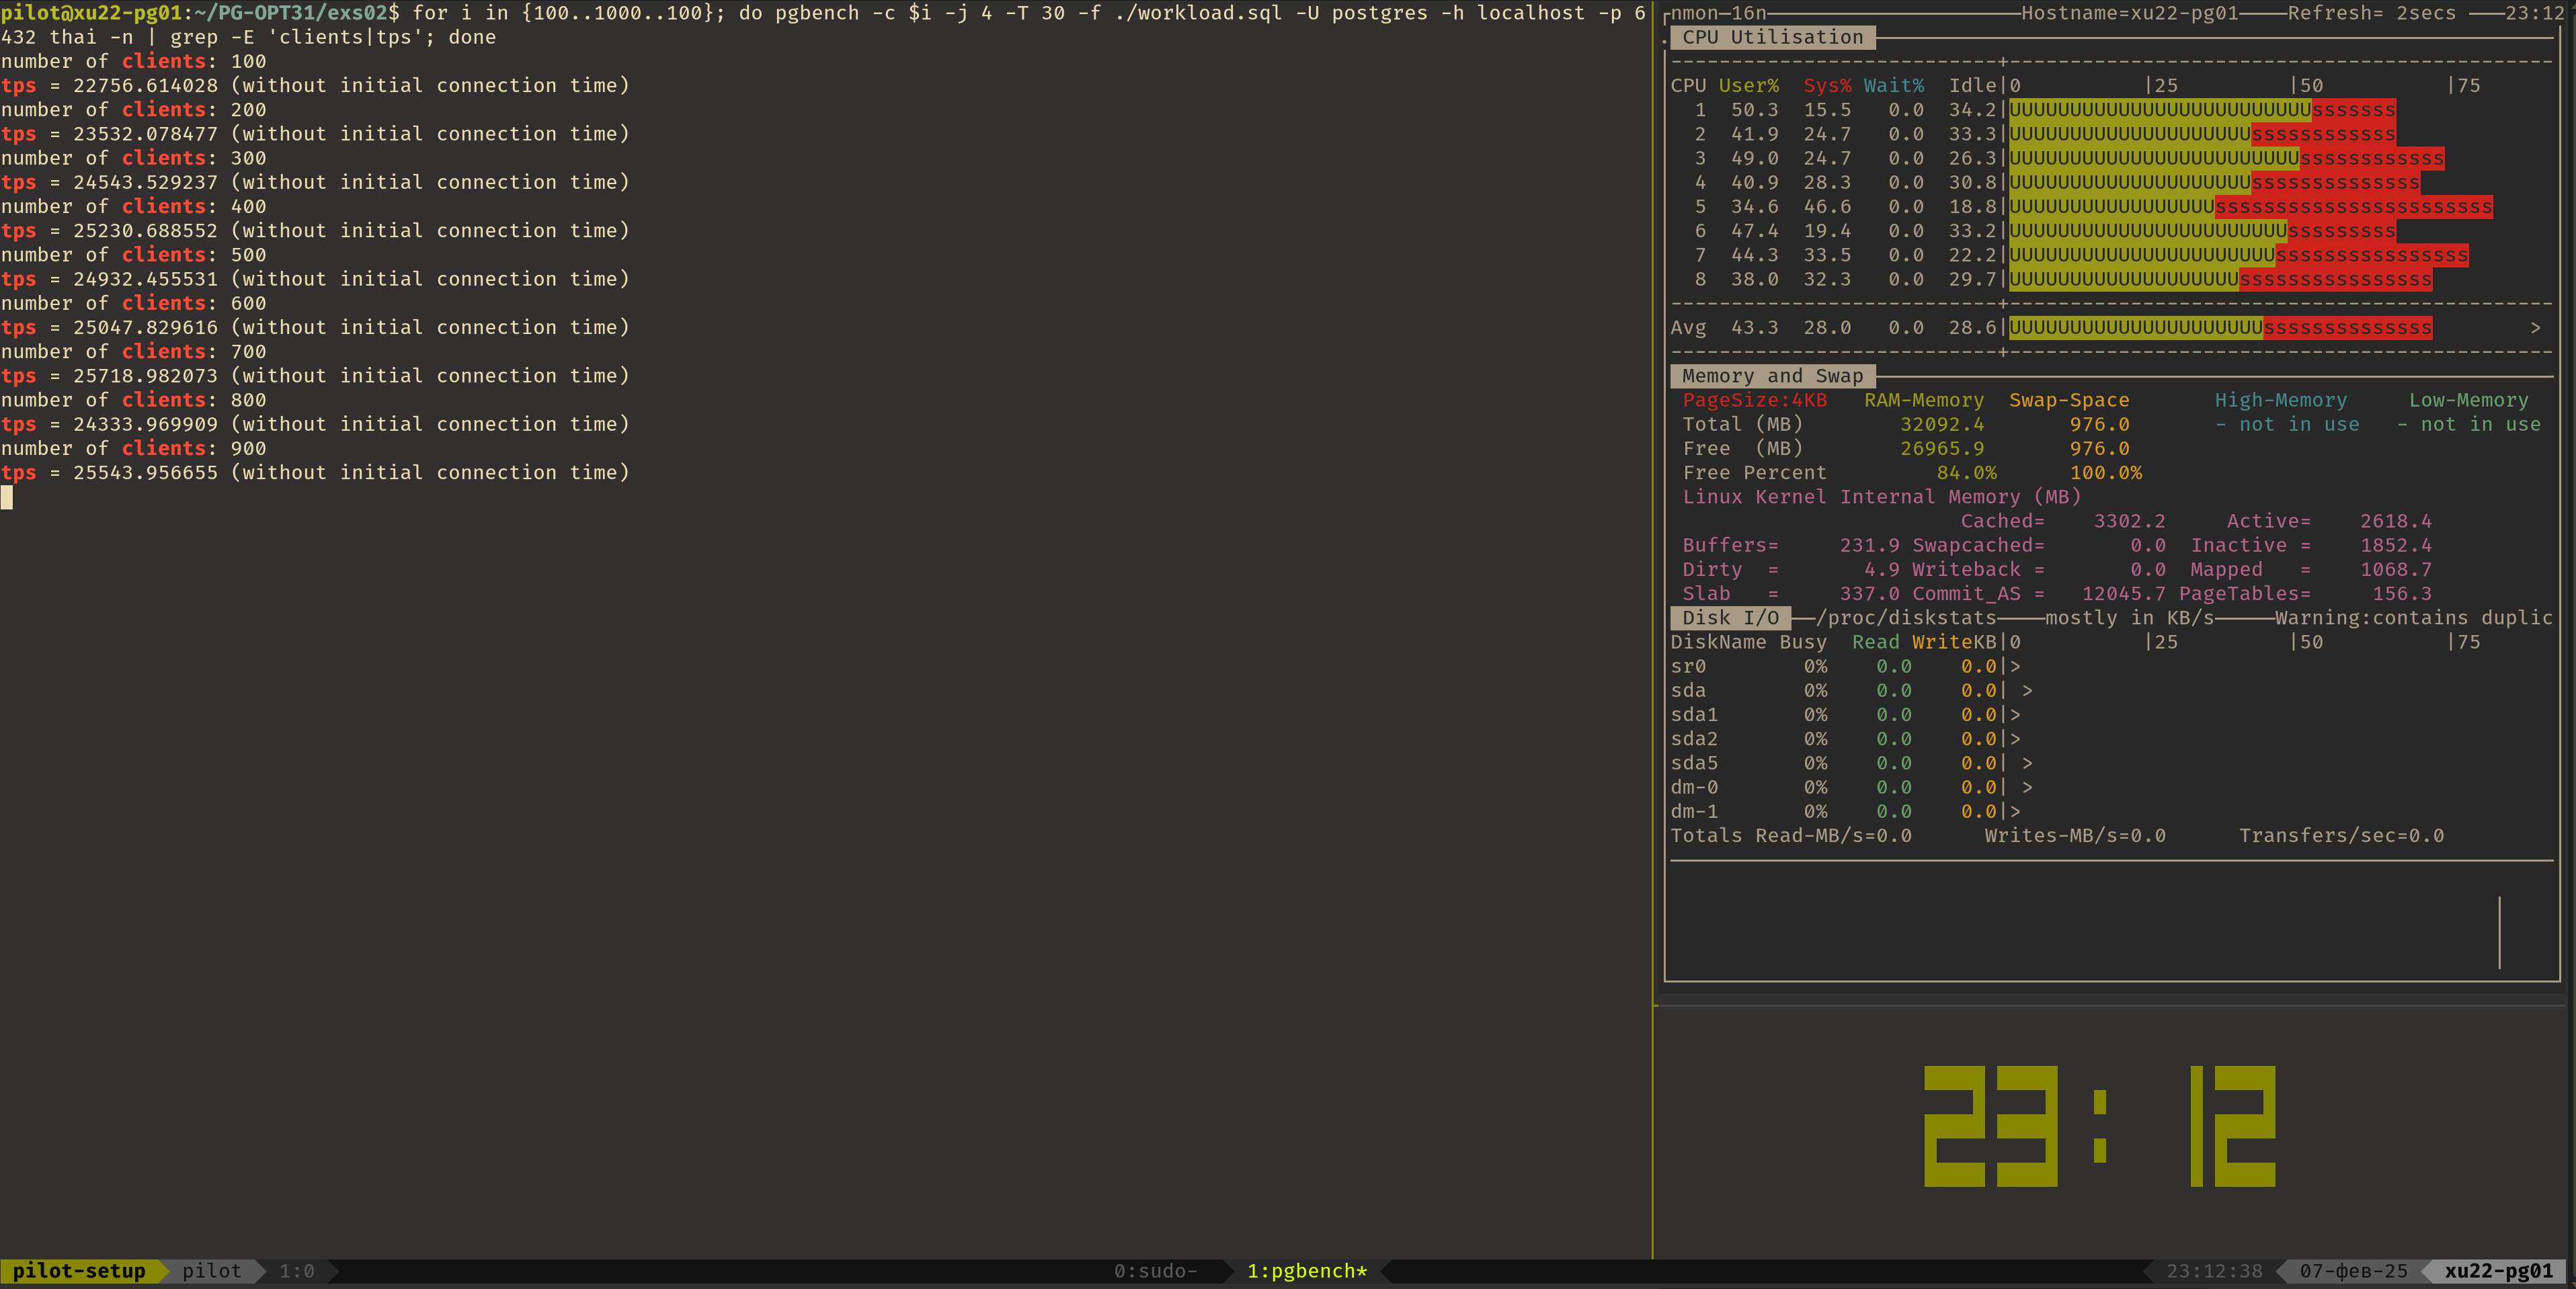 pilot@xu22-pg01:~/PG-OPT31/exs02$ for i in {100..1000..100}; do pgbench -c $i -j 4 -T 30 -f ./workload.sql -U postgres -h localhost -p 6
432 thai -n | grep -E 'clients|tps'; done
number of clients: 100
tps = 22756.614028 (without initial connection time)
number of clients: 200
tps = 23532.078477 (without initial connection time)
number of clients: 300
tps = 24543.529237 (without initial connection time)
number of clients: 400
tps = 25230.688552 (without initial connection time)
number of clients: 500
tps = 24932.455531 (without initial connection time)
number of clients: 600
tps = 25047.829616 (without initial connection time)
number of clients: 700
tps = 25718.982073 (without initial connection time)
number of clients: 800
tps = 24333.969909 (without initial connection time)
number of clients: 900
tps = 25543.956655 (without initial connection time)
nmon—16n Hostname=xu22-pg01 Refresh= 2secs 23:12
CPU Utilisation
CPU User% Sys% Wait% Idle|0 |25 |50 |75
1 50.3 15.5 0.0 34.2|UUUUUUUUUUUUUUUUUUUUUUUUUsssssss
2 41.9 24.7 0.0 33.3|UUUUUUUUUUUUUUUUUUUUssssssssssss
3 49.0 24.7 0.0 26.3|UUUUUUUUUUUUUUUUUUUUUUUUssssssssssss
4 40.9 28.3 0.0 30.8|UUUUUUUUUUUUUUUUUUUUssssssssssssss
5 34.6 46.6 0.0 18.8|UUUUUUUUUUUUUUUUUsssssssssssssssssssssss
6 47.4 19.4 0.0 33.2|UUUUUUUUUUUUUUUUUUUUUUUsssssssss
7 44.3 33.5 0.0 22.2|UUUUUUUUUUUUUUUUUUUUUUssssssssssssssss
8 38.0 32.3 0.0 29.7|UUUUUUUUUUUUUUUUUUUssssssssssssssss
Avg 43.3 28.0 0.0 28.6|UUUUUUUUUUUUUUUUUUUUUssssssssssssss >
Memory and Swap
PageSize:4KB RAM-Memory Swap-Space High-Memory Low-Memory
Total (MB) 32092.4 976.0 - not in use - not in use
Free (MB) 26965.9 976.0
Free Percent 84.0% 100.0%
Linux Kernel Internal Memory (MB)
Cached= 3302.2 Active= 2618.4
Buffers= 231.9 Swapcached= 0.0 Inactive = 1852.4
Dirty = 4.9 Writeback = 0.0 Mapped = 1068.7
Slab = 337.0 Commit_AS = 12045.7 PageTables= 156.3
Disk I/O —/proc/diskstats——mostly in KB/s——Warning:contains duplic
DiskName Busy Read WriteKB|0 |25 |50 |75
sr0 0% 0.0 0.0|>
sda 0% 0.0 0.0| >
sda1 0% 0.0 0.0|>
sda2 0% 0.0 0.0|>
sda5 0% 0.0 0.0| >
dm-0 0% 0.0 0.0| >
dm-1 0% 0.0 0.0|>
Totals Read-MB/s=0.0 Writes-MB/s=0.0 Transfers/sec=0.0
23:12
pilot-setup pilot 1:0 0:sudo- 1:pgbench* 23:12:38 07-фев-25 xu22-pg01